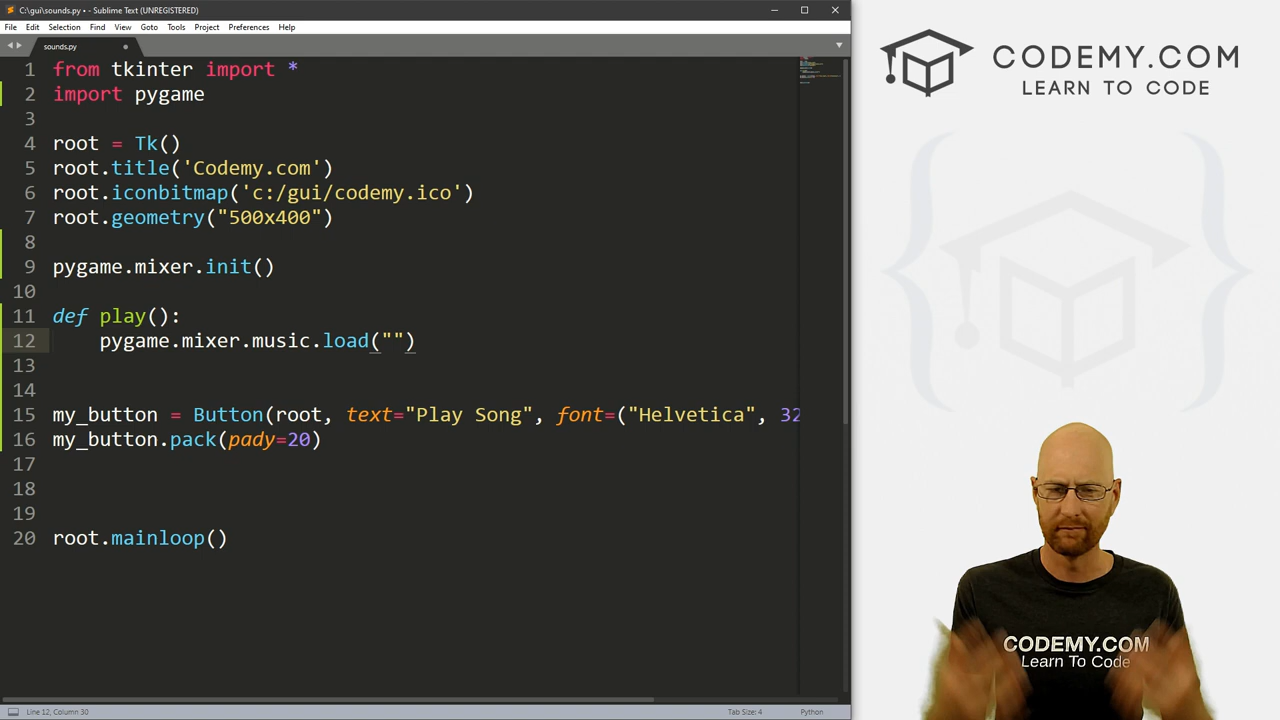 C:\gui\sounds.py • - Sublime Text (UNREGISTERED)
File Edit Selection Find View Goto Tools Project Preferences Help
sounds.py
1 from tkinter import *
2 import pygame
3
4 root = Tk()
5 root.title('Codemy.com')
6 root.iconbitmap('c:/gui/codemy.ico')
7 root.geometry("500x400")
8
9 pygame.mixer.init()
10
11 def play():
12 pygame.mixer.music.load("")
13
14
15 my_button = Button(root, text="Play Song", font=("Helvetica", 32
16 my_button.pack(pady=20)
17
18
19
20 root.mainloop()
Line 12, Column 30
Tab Size: 4
Python
CODEMY.COM
LEARN TO CODE
CODEMY.COM
Learn To Code